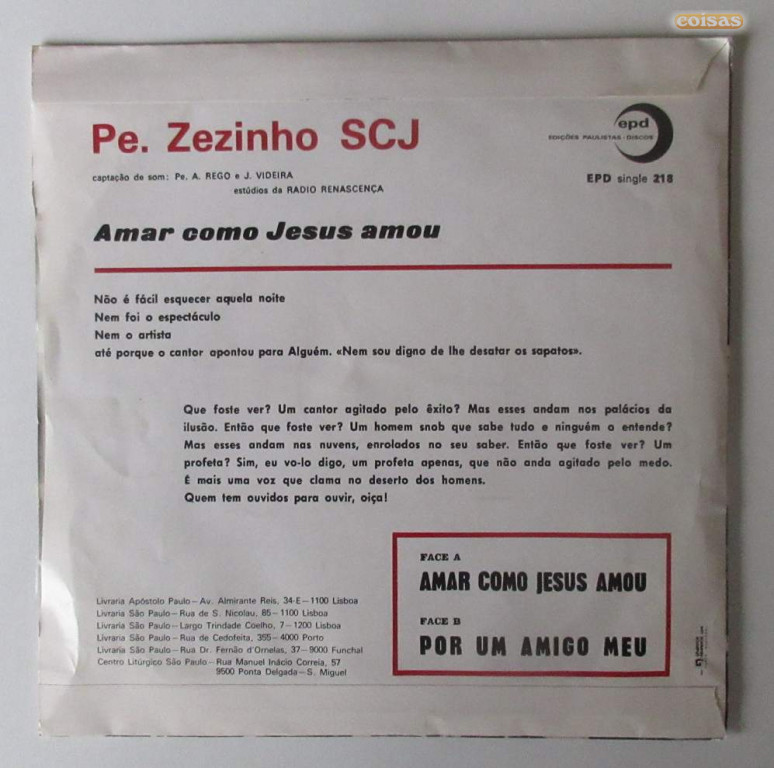 coisas
Pe. Zezinho SCJ
epd
EDIÇÕES PAULISTAS - DISCOS
captação de som: Pe. A. REGO e J. VIDEIRA
estúdios da RADIO RENASCENÇA
EPD single 218
Amar como Jesus amou
Não é fácil esquecer aquela noite
Nem foi o espectáculo
Nem o artista
até porque o cantor apontou para Alguém. «Nem sou digno de lhe desatar os sapatos».
Que foste ver? Um cantor agitado pelo êxito? Mas esses andam nos palácios da
ilusão. Então que foste ver? Um homem snob que sabe tudo e ninguém o entende?
Mas esses andam nas nuvens, enrolados no seu saber. Então que foste ver? Um
profeta? Sim, eu vo-lo digo, um profeta apenas, que não anda agitado pelo medo.
É mais uma voz que clama no deserto dos homens.
Quem tem ouvidos para ouvir, oiça!
FACE A
AMAR COMO JESUS AMOU
FACE B
POR UM AMIGO MEU
Livraria Apóstolo Paulo – Av. Almirante Reis, 34-E – 1100 Lisboa
Livraria São Paulo – Rua de S. Nicolau, 85 – 1100 Lisboa
Livraria São Paulo – Largo Trindade Coelho, 7 – 1200 Lisboa
Livraria São Paulo – Rua de Cedofeita, 355 – 4000 Porto
Livraria São Paulo – Rua Dr. Fernão d'Ornelas, 37 – 9000 Funchal
Centro Litúrgico São Paulo – Rua Manuel Inácio Correia, 57
9500 Ponta Delgada – S. Miguel